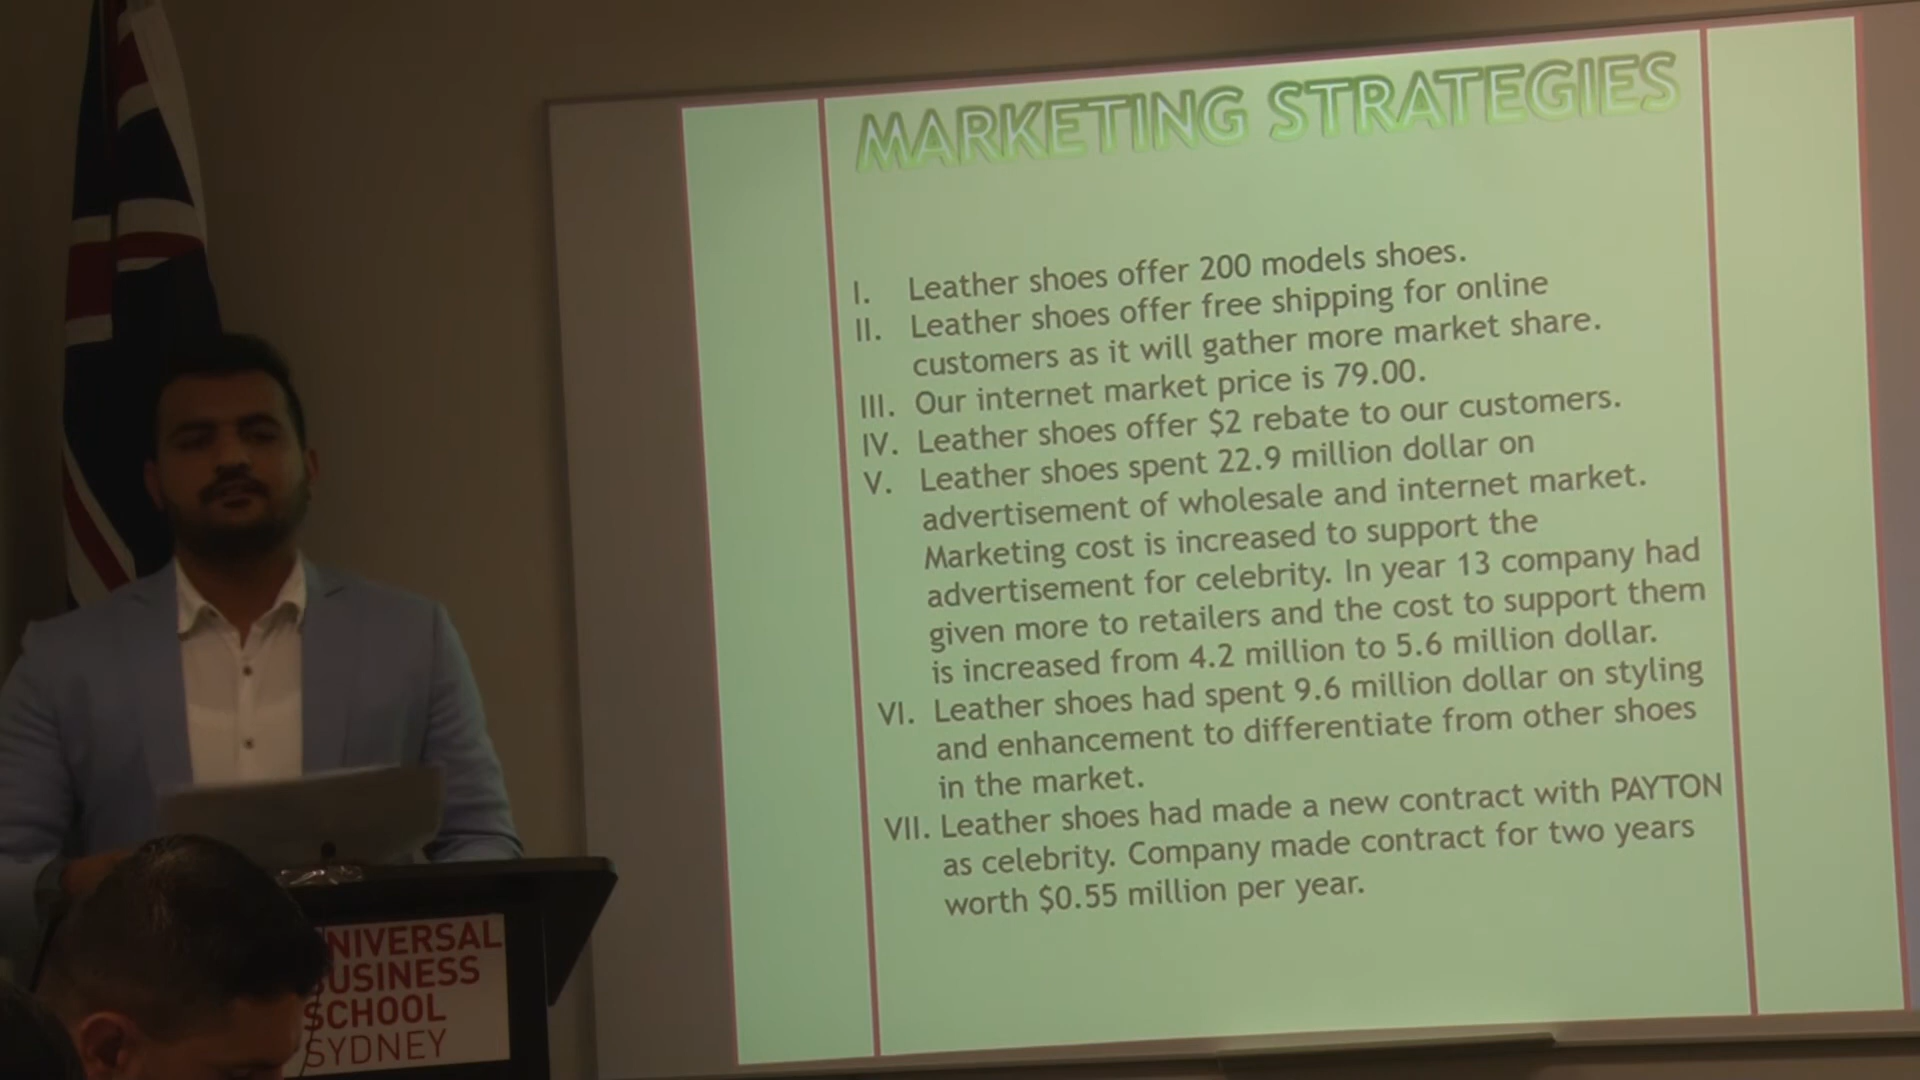 MARKETING STRATEGIES
I. Leather shoes offer 200 models shoes.
II. Leather shoes offer free shipping for online
customers as it will gather more market share.
III. Our internet market price is 79.00.
IV. Leather shoes offer $2 rebate to our customers.
V. Leather shoes spent 22.9 million dollar on
advertisement of wholesale and internet market.
Marketing cost is increased to support the
advertisement for celebrity. In year 13 company had
given more to retailers and the cost to support them
is increased from 4.2 million to 5.6 million dollar.
VI. Leather shoes had spent 9.6 million dollar on styling
and enhancement to differentiate from other shoes
in the market.
VII. Leather shoes had made a new contract with PAYTON
as celebrity. Company made contract for two years
worth $0.55 million per year.
NIVERSAL
USINESS
SCHOOL
SYDNEY